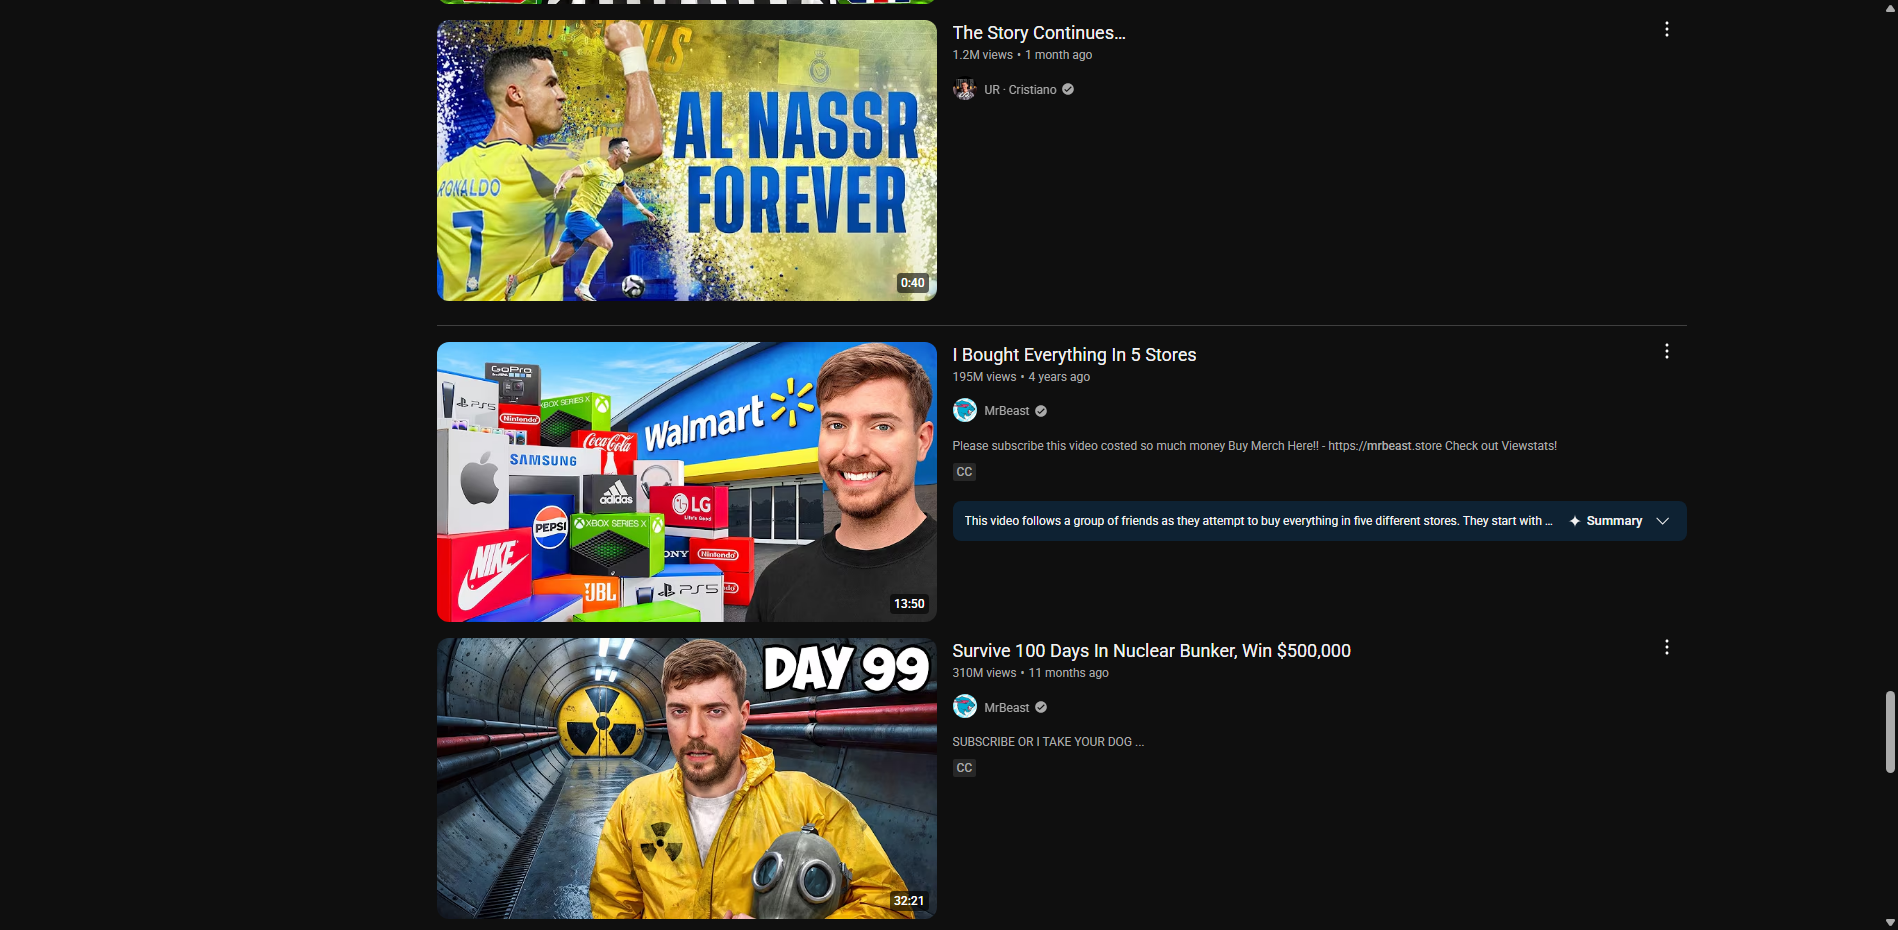 The Story Continues...
1.2M views • 1 month ago
UR · Cristiano
AL NASSR
FOREVER
RONALDO
7
0:40
I Bought Everything In 5 Stores
195M views • 4 years ago
MrBeast
Please subscribe this video costed so much money Buy Merch Here!! - https://mrbeast.store Check out Viewstats!
CC
This video follows a group of friends as they attempt to buy everything in five different stores. They start with ...
Summary
GoPro
PS5
Nintendo
XBOX SERIES X
Coca-Cola
Walmart
SAMSUNG
adidas
LG
Life's Good
PEPSI
XBOX SERIES X
NIKE
SONY
Nintendo
JBL
PS5
13:50
Survive 100 Days In Nuclear Bunker, Win $500,000
310M views • 11 months ago
MrBeast
SUBSCRIBE OR I TAKE YOUR DOG ...
CC
DAY 99
32:21